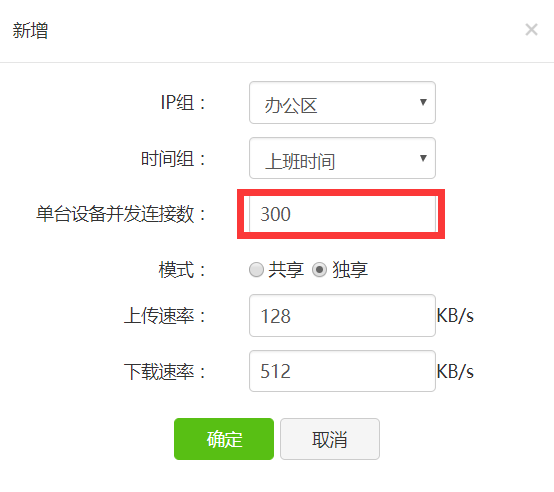 新增 ×
IP组： 办公区
时间组： 上班时间
单台设备并发连接数： 300
模式： 共享 独享
上传速率： 128 KB/s
下载速率： 512 KB/s
确定 取消